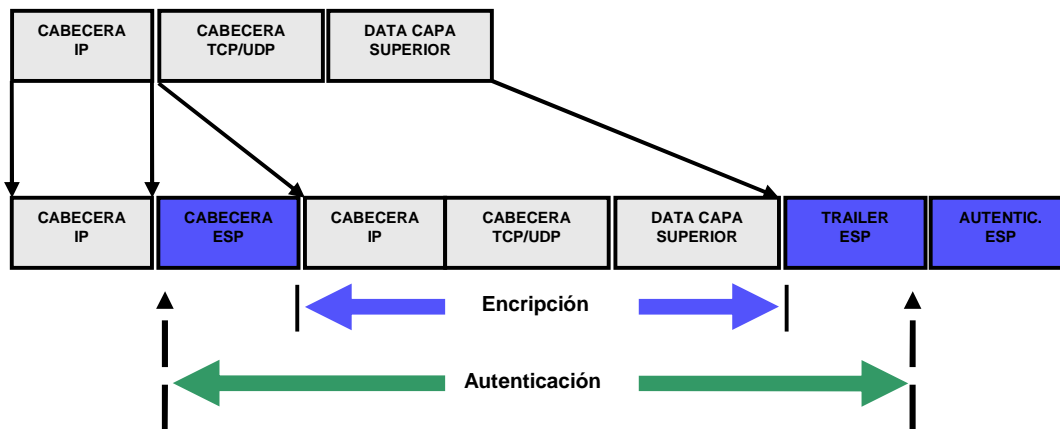 CABECERA
IP
CABECERA
TCP/UDP
DATA CAPA
SUPERIOR
CABECERA
IP
CABECERA
ESP
CABECERA
IP
CABECERA
TCP/UDP
DATA CAPA
SUPERIOR
TRAILER
ESP
AUTENTIC.
ESP
Encripción
Autenticación